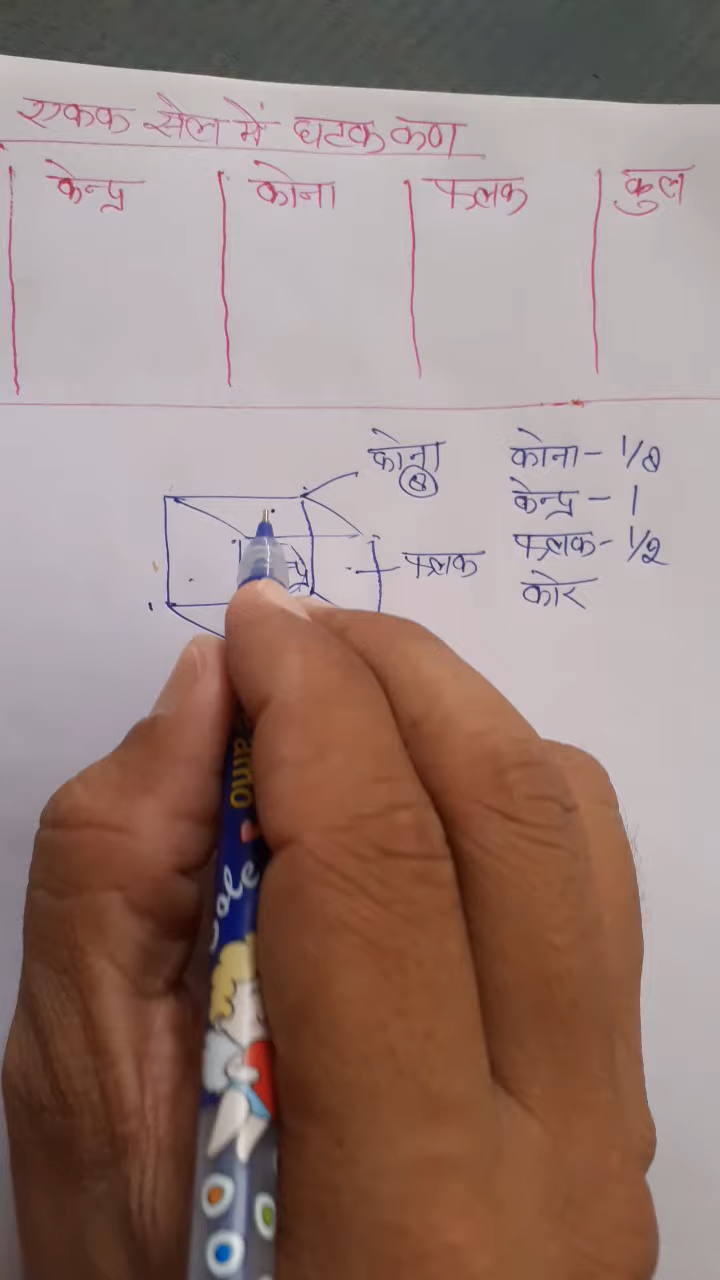 एकक सेल में घटक कण
केन्द्र कोना फलक कुल
कोना
8
फलक
कोना - 1/8
केन्द्र - 1
फलक - 1/2
कोर